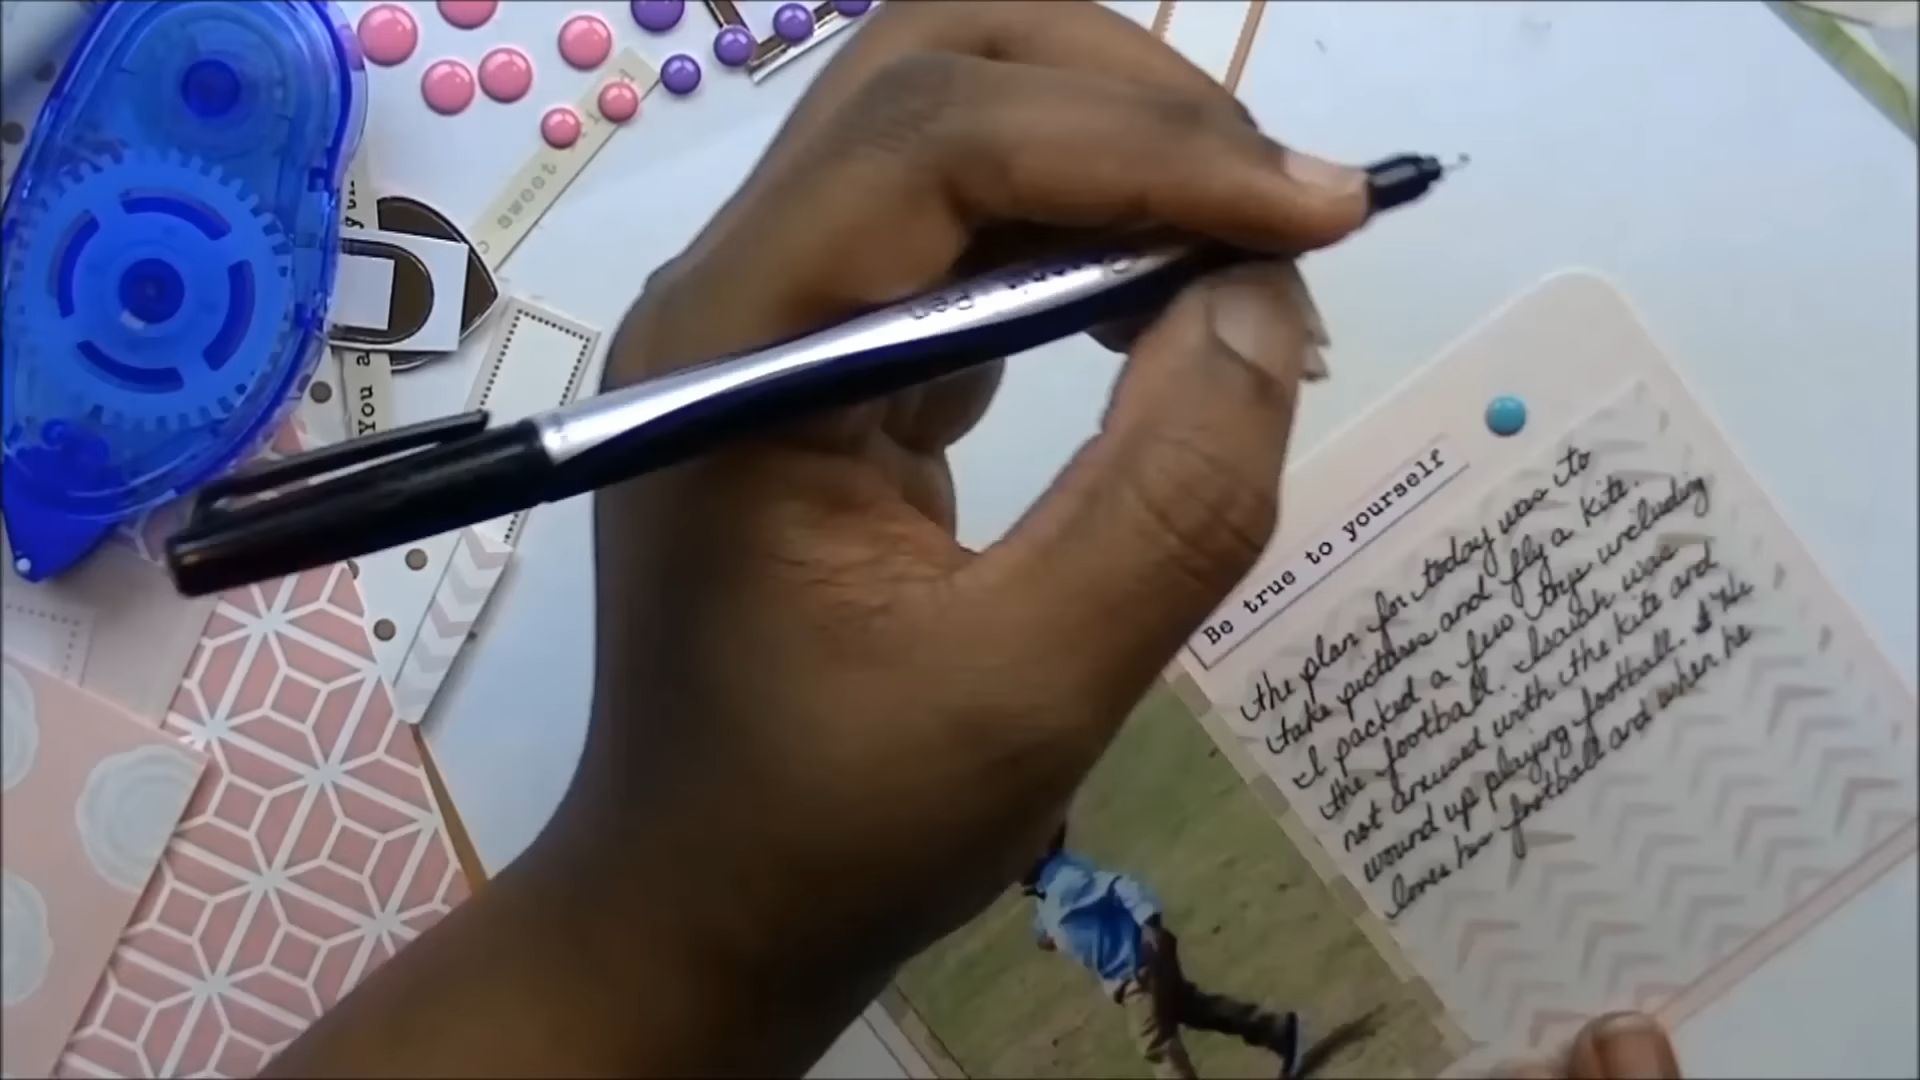 sweet
You a
Pen
Be true to yourself
the plan for today was to
take pictures and fly a kite.
I packed a few toys including
the football. Isaiah was
not amused with the kite and
wound up playing football. He
loves his football and when he